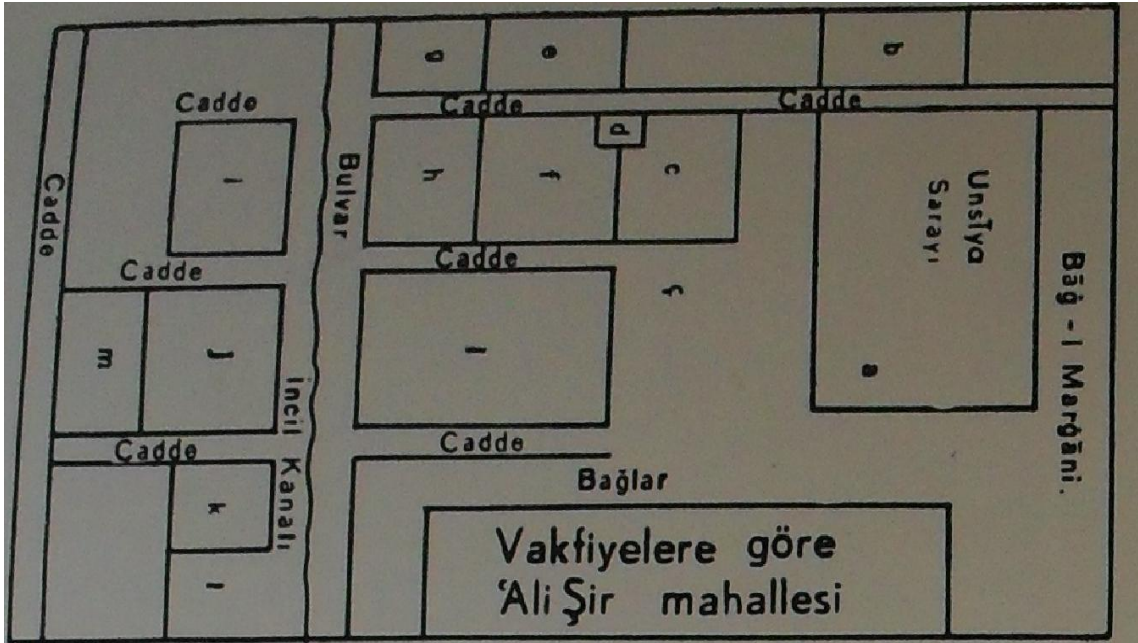 g
e
b
Cadde
Cadde
Cadde
d
Cadde
Bulvar
h
f
c
Unsīya
Sarayı
Cadde
Cadde
ç
Bāğ - ı Marġāni.
m
J
a
İncil Kanalı
Cadde
Cadde
Bağlar
k
Vakfiyelere göre
‘Ali Şir mahallesi